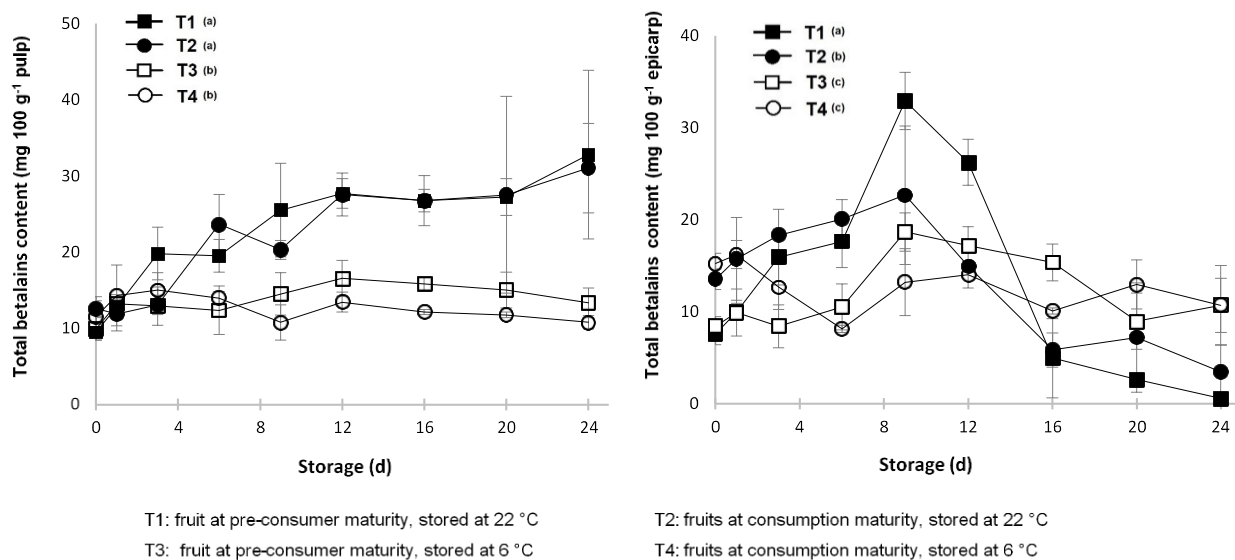 Total betalains content (mg 100 g⁻¹ pulp)
50
40
30
20
10
0
T1 (a)
T2 (a)
T3 (b)
T4 (b)
0 4 8 12 16 20 24
Storage (d)
Total betalains content (mg 100 g⁻¹ epicarp)
40
30
20
10
0
T1 (a)
T2 (b)
T3 (c)
T4 (c)
0 4 8 12 16 20 24
Storage (d)
T1: fruit at pre-consumer maturity, stored at 22 °C
T2: fruits at consumption maturity, stored at 22 °C
T3: fruit at pre-consumer maturity, stored at 6 °C
T4: fruits at consumption maturity, stored at 6 °C